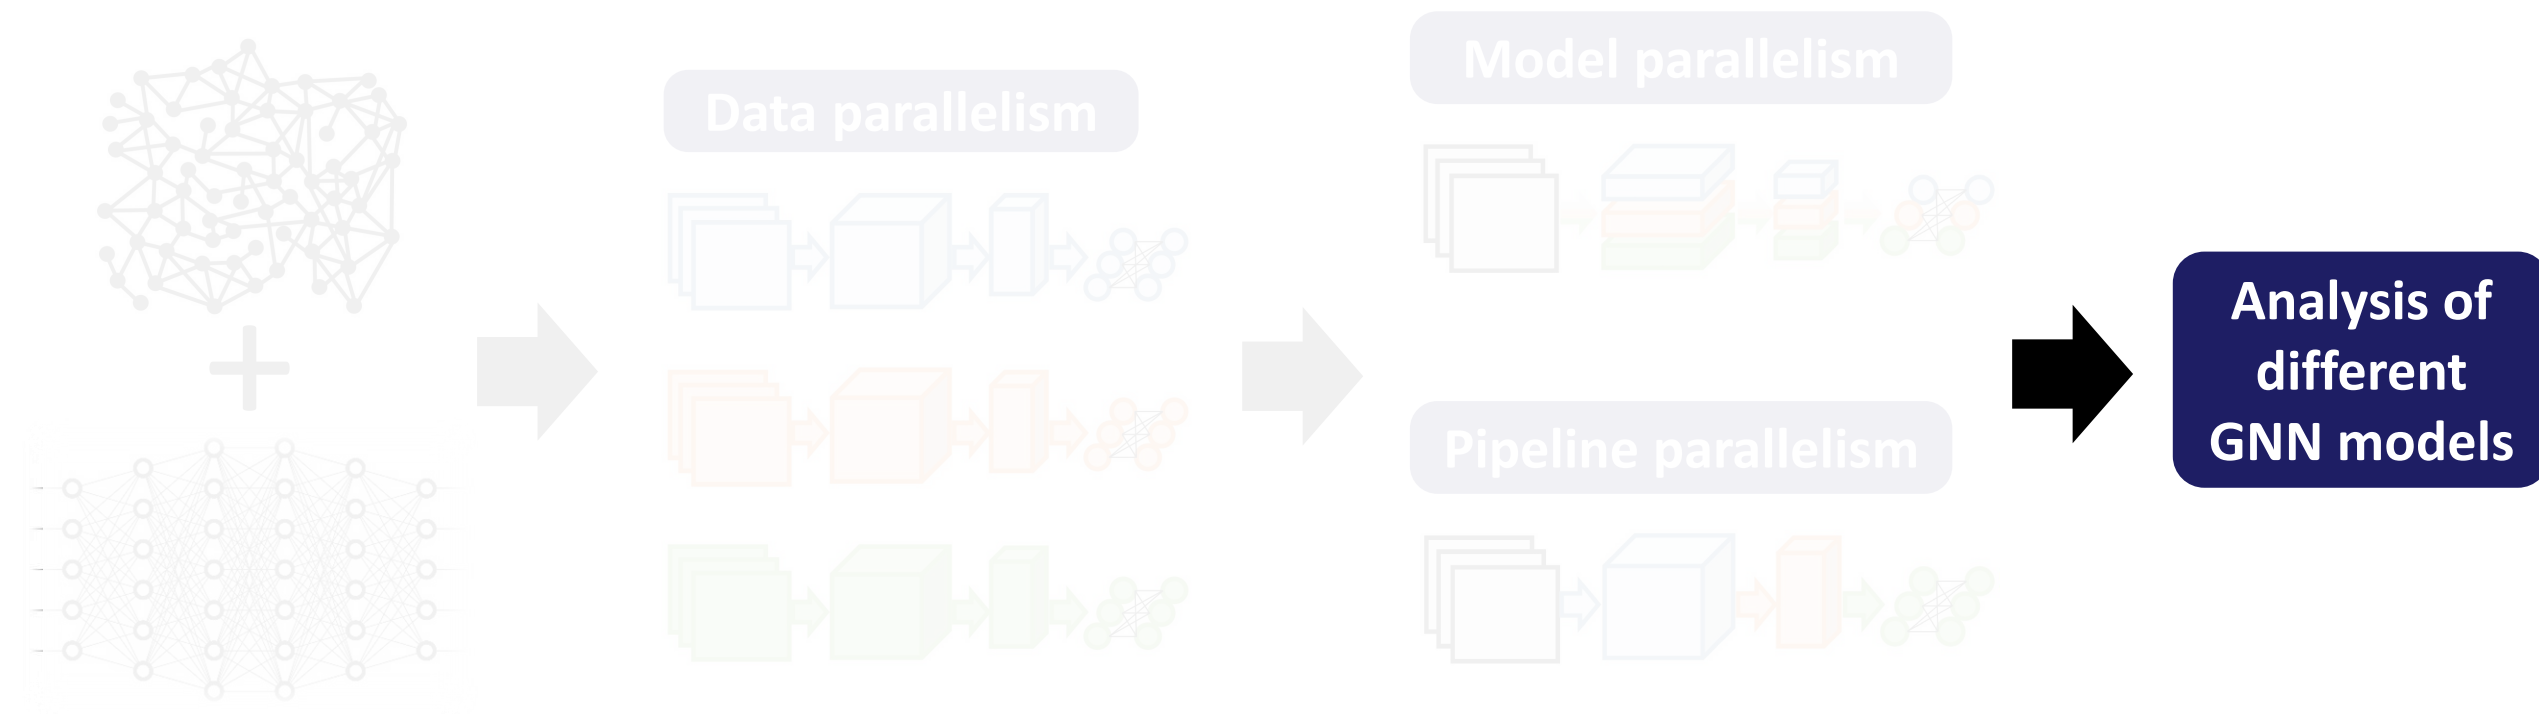 Data parallelism
Model parallelism
Pipeline parallelism
Analysis of
different
GNN models